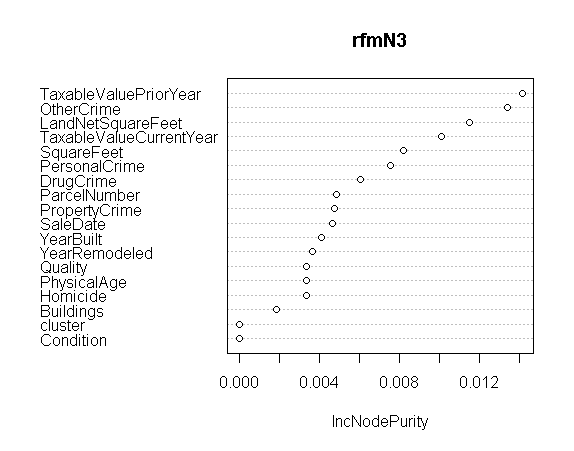 rfmN3
TaxableValuePriorYear
OtherCrime
LandNetSquareFeet
TaxableValueCurrentYear
SquareFeet
PersonalCrime
DrugCrime
ParcelNumber
PropertyCrime
SaleDate
YearBuilt
YearRemodeled
Quality
PhysicalAge
Homicide
Buildings
cluster
Condition
0.000 0.004 0.008 0.012
IncNodePurity